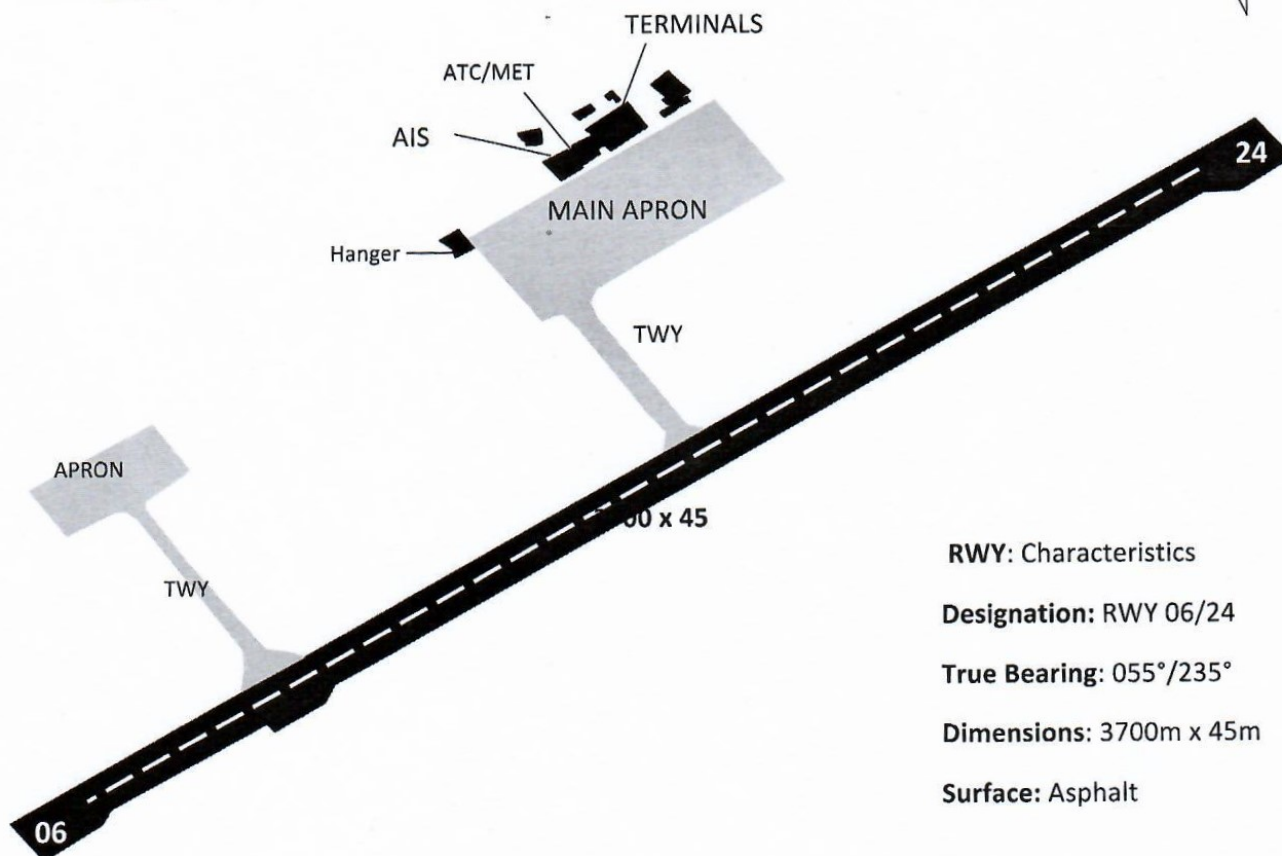 TERMINALS
ATC/MET
AIS
24
MAIN APRON
Hanger
TWY
APRON
00 x 45
TWY
RWY: Characteristics
Designation: RWY 06/24
True Bearing: 055°/235°
Dimensions: 3700m x 45m
Surface: Asphalt
06